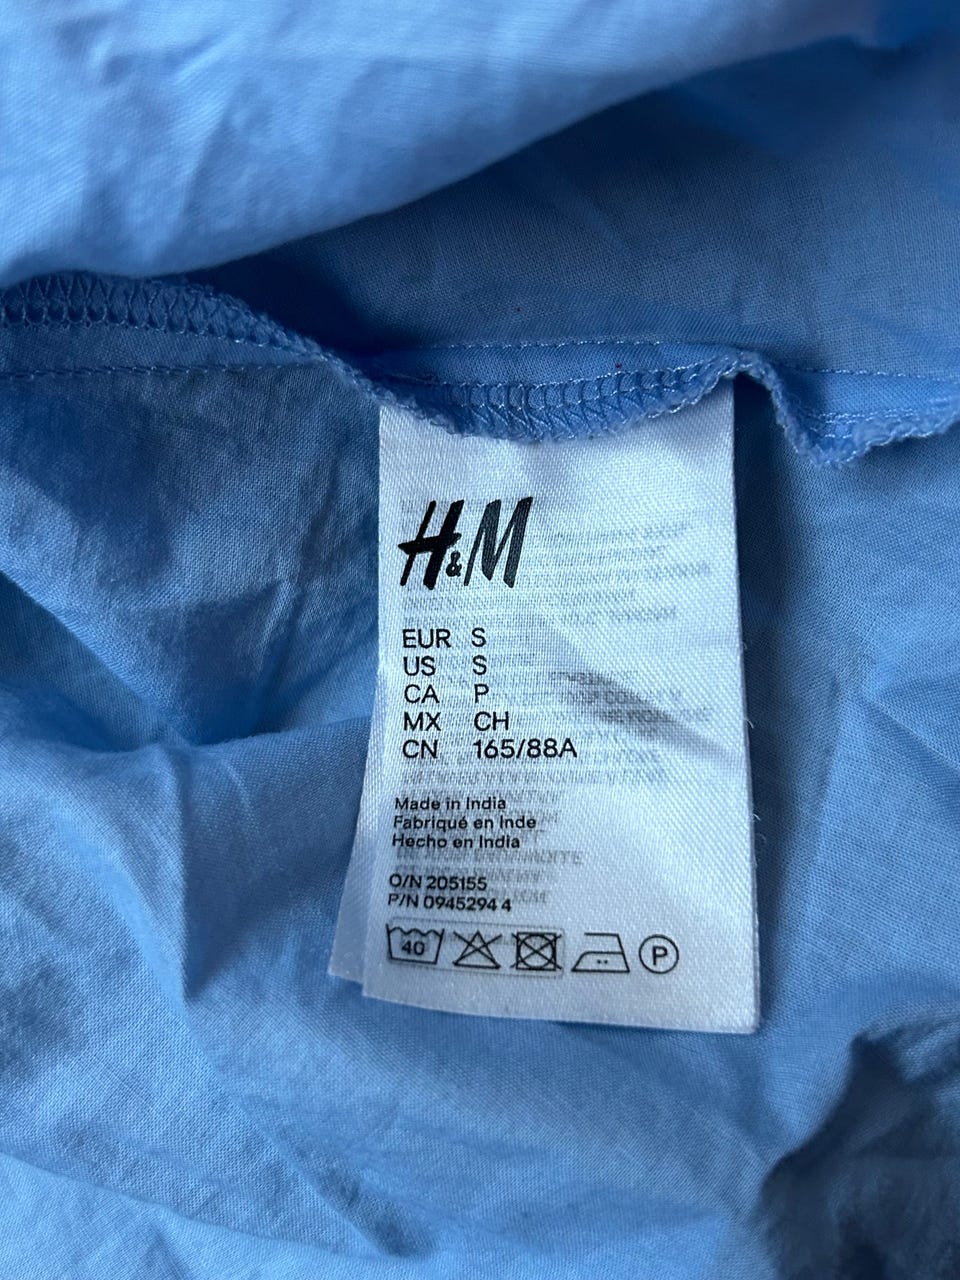 H&M
EUR S
US S
CA P
MX CH
CN 165/88A
Made in India
Fabriqué en Inde
Hecho en India
O/N 205155
P/N 0945294 4
40
P